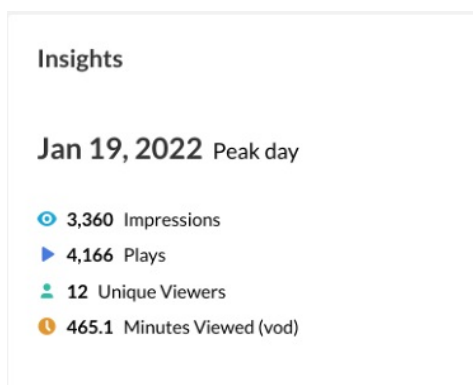 Insights
Jan 19, 2022 Peak day
3,360 Impressions
4,166 Plays
12 Unique Viewers
465.1 Minutes Viewed (vod)